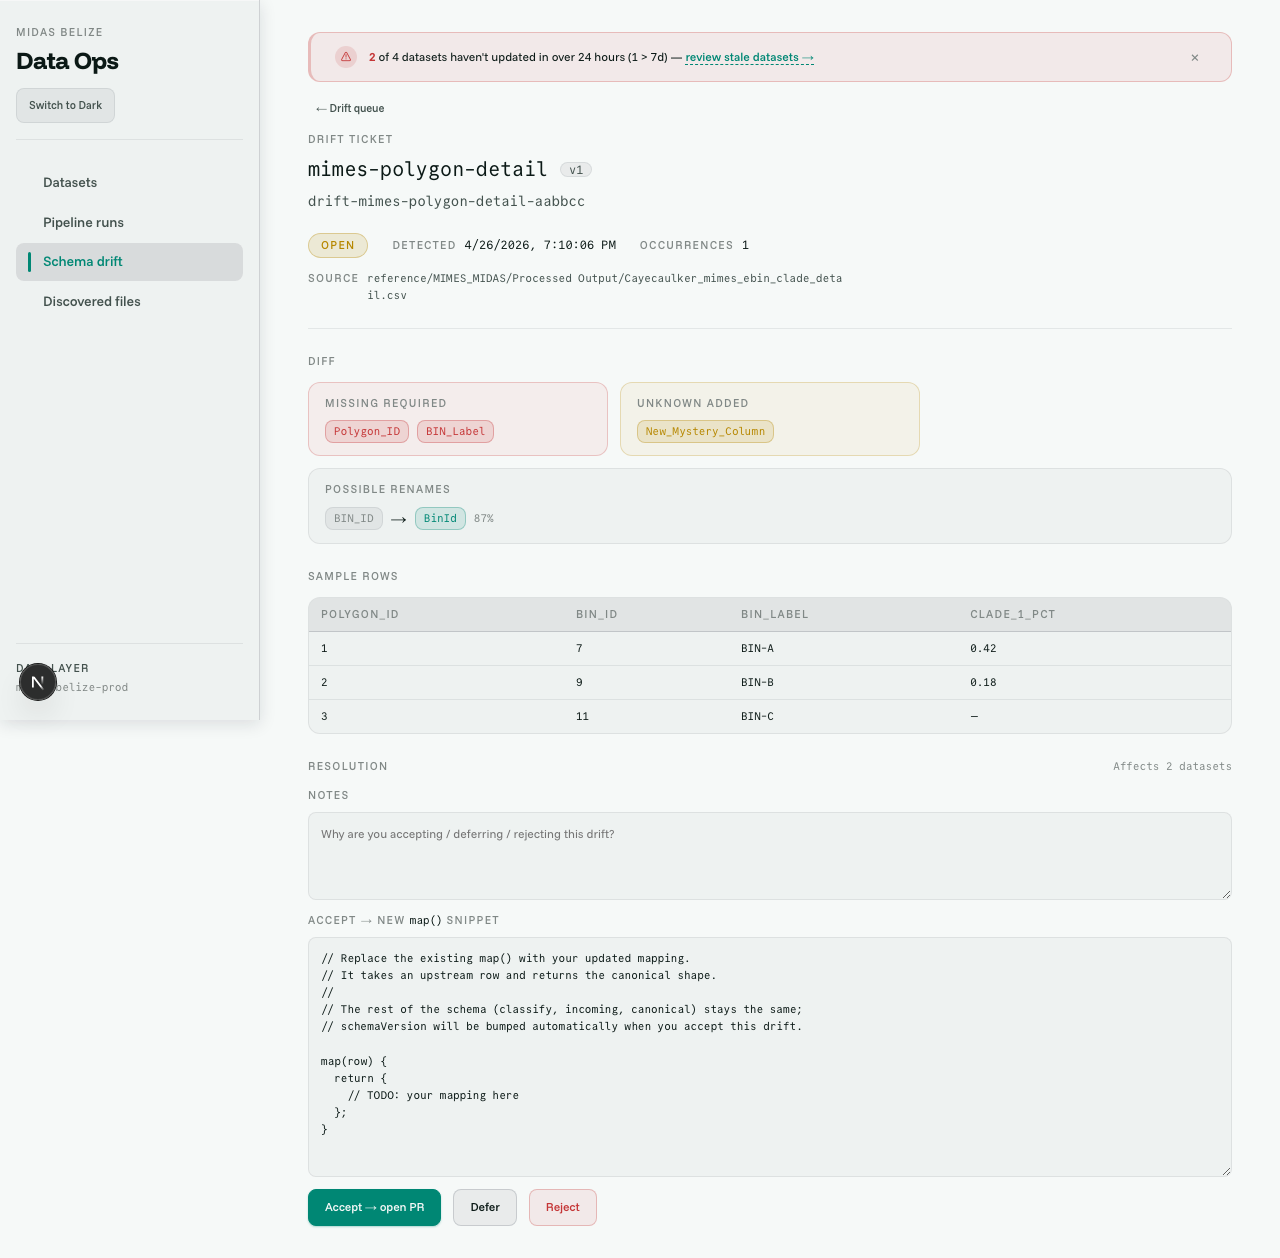 MIDAS BELIZE
Data Ops
Switch to Dark
Datasets
Pipeline runs
Schema drift
Discovered files
LAYER
belize-prod
N
2 of 4 datasets haven't updated in over 24 hours (1 > 7d) — review stale datasets →
×
← Drift queue
DRIFT TICKET
mimes-polygon-detail v1
drift-mimes-polygon-detail-aabbcc
OPEN DETECTED 4/26/2026, 7:10:06 PM OCCURRENCES 1
SOURCE reference/MIMES_MIDAS/Processed Output/Cayecaulker_mimes_ebin_clade_deta
il.csv
DIFF
MISSING REQUIRED
Polygon_ID BIN_Label
UNKNOWN ADDED
New_Mystery_Column
POSSIBLE RENAMES
BIN_ID → BinId 87%
SAMPLE ROWS
POLYGON_ID BIN_ID BIN_LABEL CLADE_1_PCT
1 7 BIN-A 0.42
2 9 BIN-B 0.18
3 11 BIN-C —
RESOLUTION Affects 2 datasets
NOTES
Why are you accepting / deferring / rejecting this drift?
ACCEPT → NEW map() SNIPPET
// Replace the existing map() with your updated mapping.
// It takes an upstream row and returns the canonical shape.
//
// The rest of the schema (classify, incoming, canonical) stays the same;
// schemaVersion will be bumped automatically when you accept this drift.
map(row) {
return {
// TODO: your mapping here
};
}
Accept → open PR Defer Reject